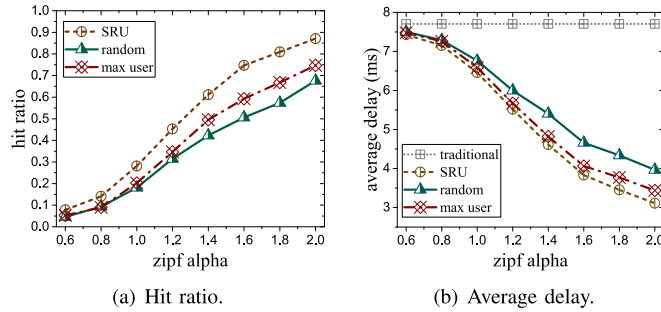 1.0
0.9
0.8
0.7
0.6
0.5
0.4
0.3
0.2
0.1
0.0
hit ratio
SRU
random
max user
0.6 0.8 1.0 1.2 1.4 1.6 1.8 2.0
zipf alpha
(a) Hit ratio.
8
7
6
5
4
3
average delay (ms)
traditional
SRU
random
max user
0.6 0.8 1.0 1.2 1.4 1.6 1.8 2.0
zipf alpha
(b) Average delay.